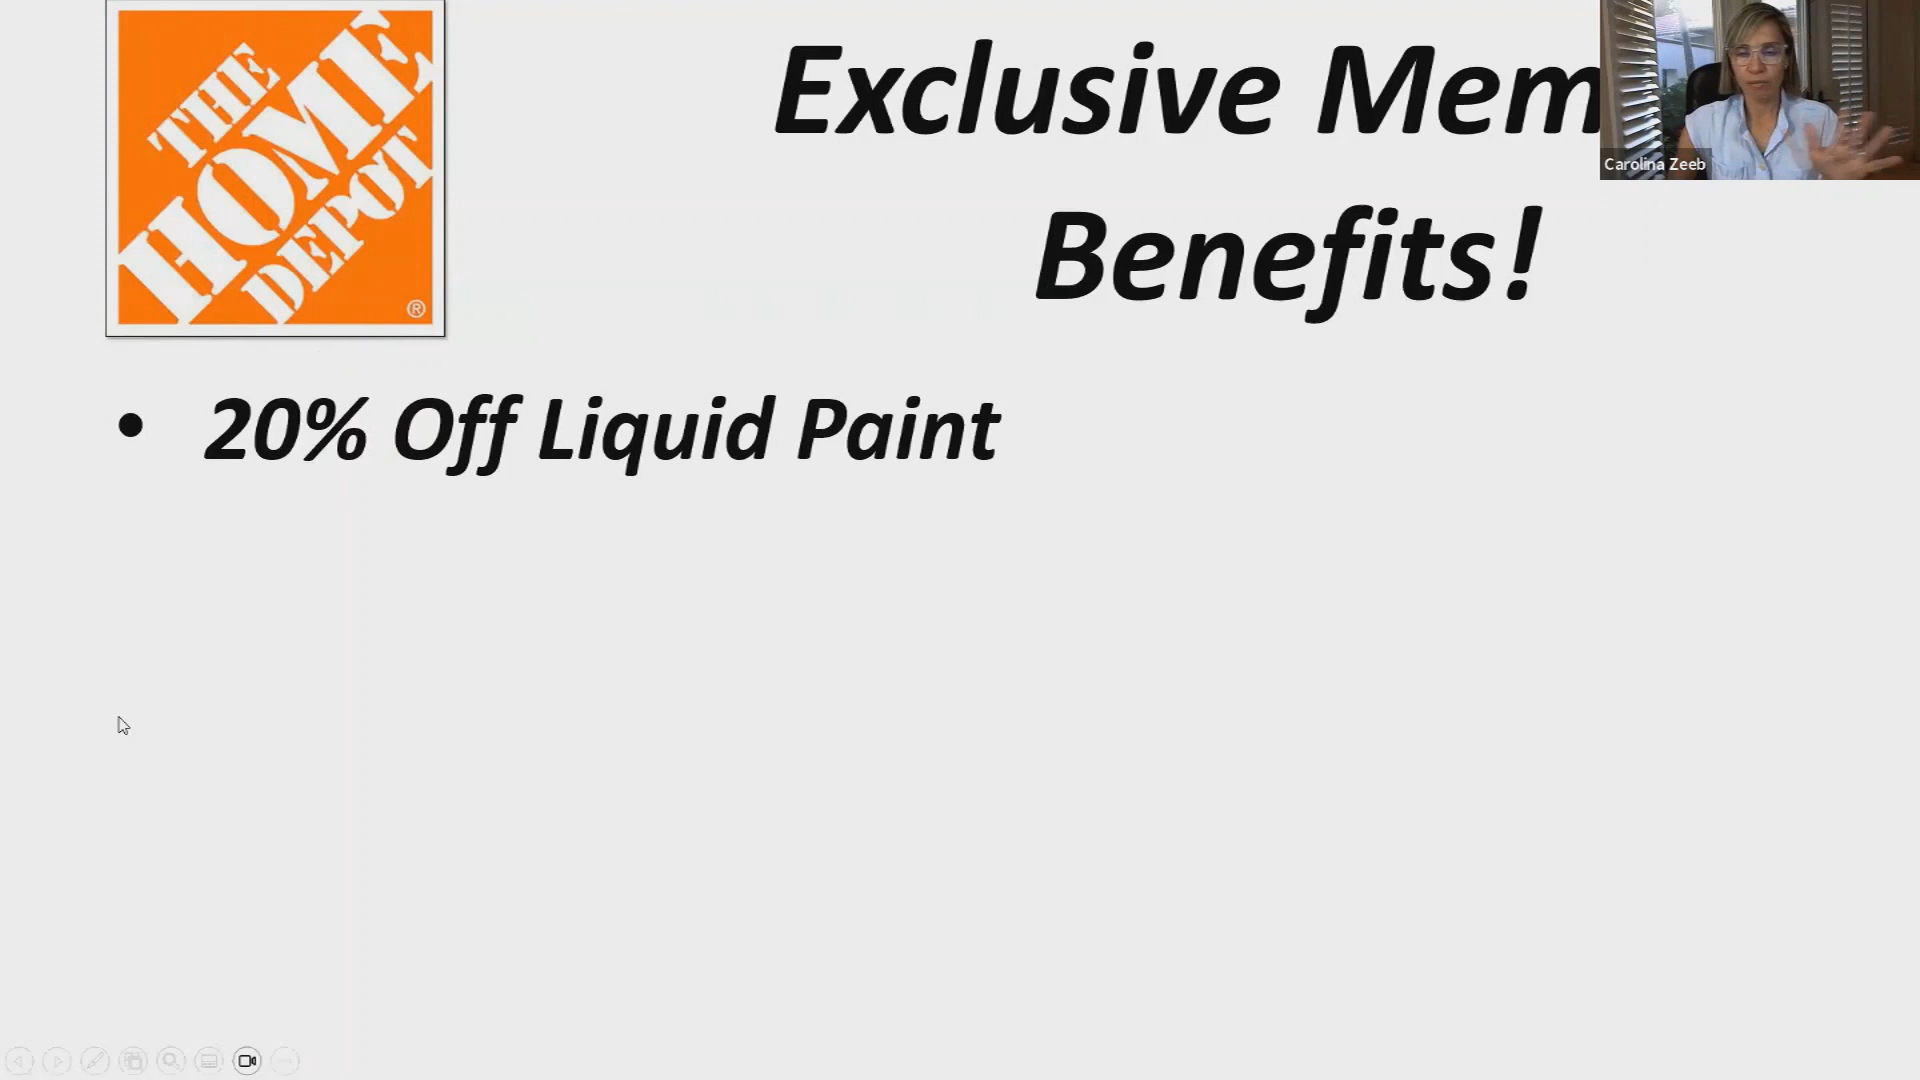 THE
HOME
DEPOT
®
Exclusive Mem
Benefits!
Carolina Zeeb
• 20% Off Liquid Paint